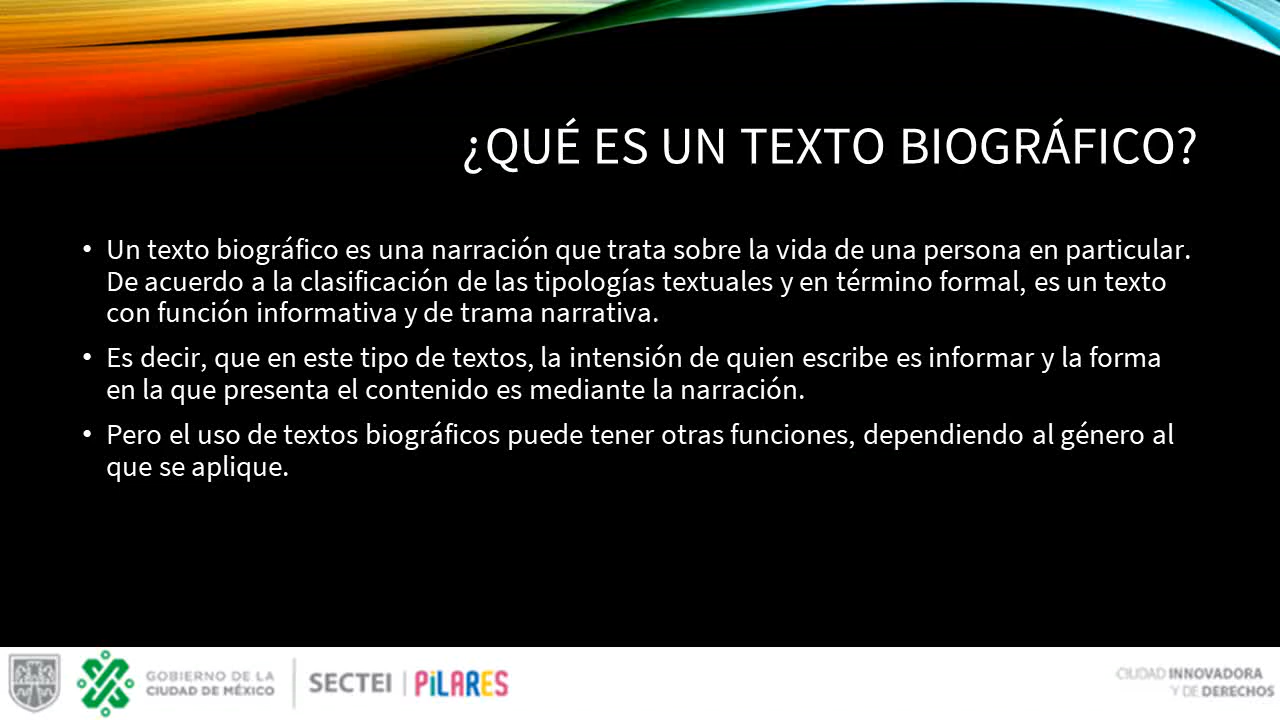 ¿QUÉ ES UN TEXTO BIOGRÁFICO?
• Un texto biográfico es una narración que trata sobre la vida de una persona en particular.
De acuerdo a la clasificación de las tipologías textuales y en término formal, es un texto
con función informativa y de trama narrativa.
• Es decir, que en este tipo de textos, la intensión de quien escribe es informar y la forma
en la que presenta el contenido es mediante la narración.
• Pero el uso de textos biográficos puede tener otras funciones, dependiendo al género al
que se aplique.
GOBIERNO DE LA
CIUDAD DE MÉXICO
SECTEI
PiLARES
CIUDAD INNOVADORA
Y DE DERECHOS